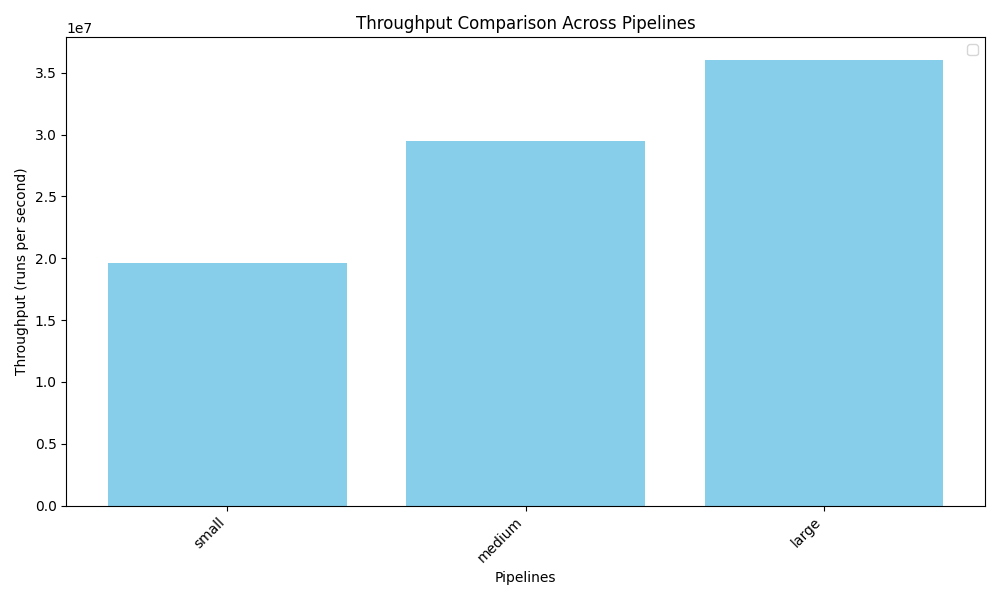 Throughput Comparison Across Pipelines
1e7
Throughput (runs per second)
3.5
3.0
2.5
2.0
1.5
1.0
0.5
0.0
small
medium
large
Pipelines